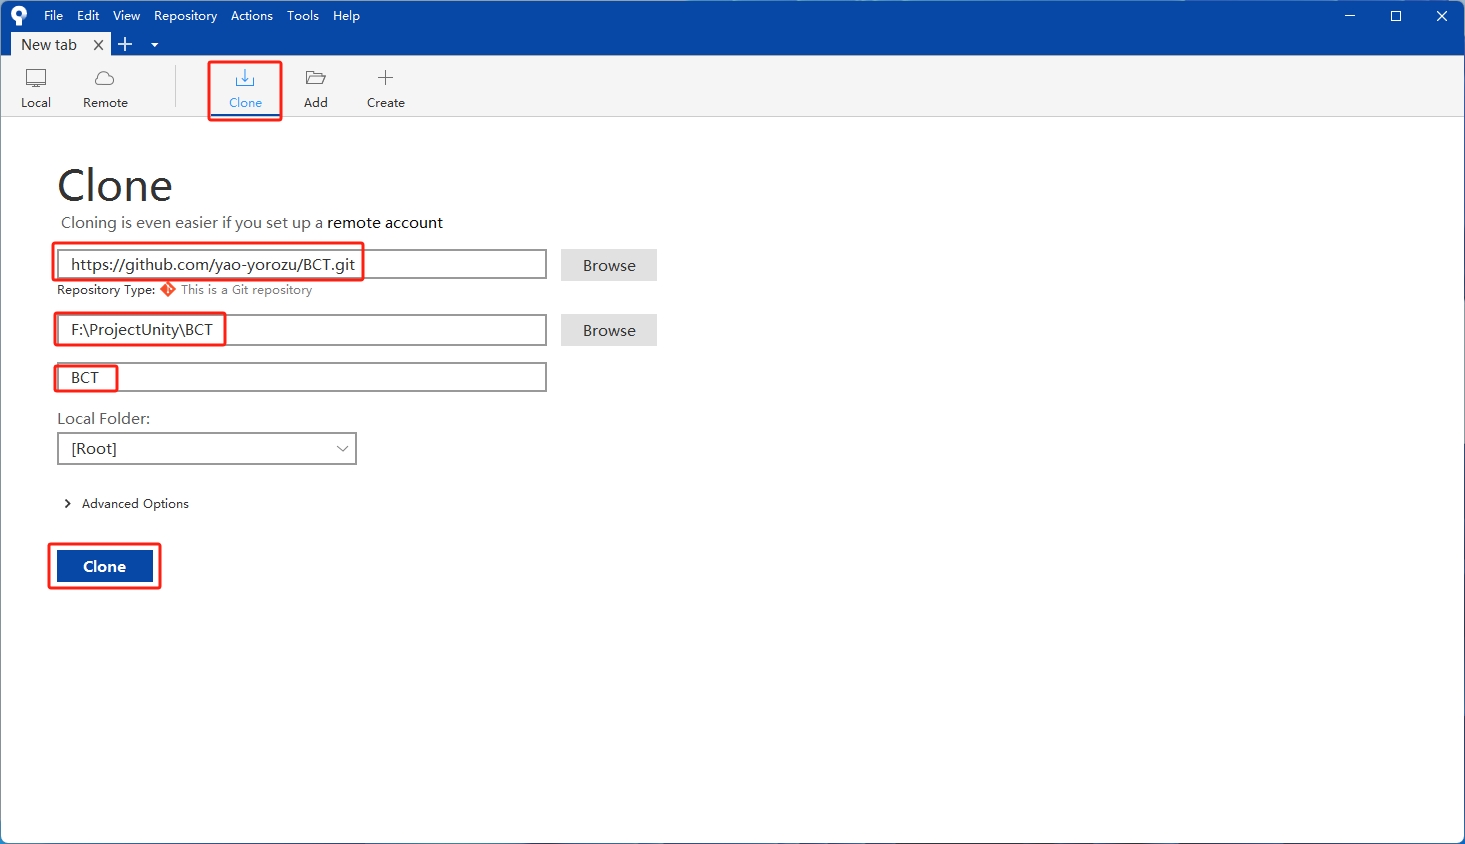 File Edit View Repository Actions Tools Help
New tab
Local Remote Clone Add Create
Clone
Cloning is even easier if you set up a remote account
https://github.com/yao-yorozu/BCT.git Browse
Repository Type: This is a Git repository
F:\ProjectUnity\BCT Browse
BCT
Local Folder:
[Root]
Advanced Options
Clone